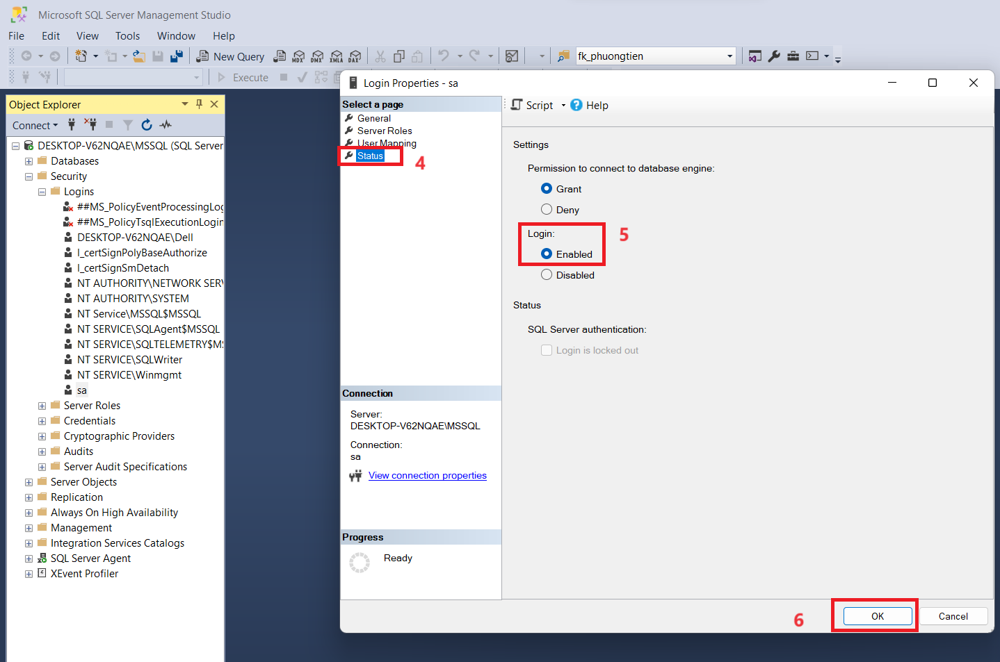 Microsoft SQL Server Management Studio
File Edit View Tools Window Help
New Query MDX DMX XMLA DAX fk_phuongtien
Execute
Object Explorer
Connect
DESKTOP-V62NQAE\MSSQL (SQL Server
Databases
Security
Logins
##MS_PolicyEventProcessingLog
##MS_PolicyTsqlExecutionLogin
DESKTOP-V62NQAE\Dell
l_certSignPolyBaseAuthorize
l_certSignSmDetach
NT AUTHORITY\NETWORK SERV
NT AUTHORITY\SYSTEM
NT Service\MSSQL$MSSQL
NT SERVICE\SQLAgent$MSSQL
NT SERVICE\SQLTELEMETRY$MS
NT SERVICE\SQLWriter
NT SERVICE\Winmgmt
sa
Server Roles
Credentials
Cryptographic Providers
Audits
Server Audit Specifications
Server Objects
Replication
Always On High Availability
Management
Integration Services Catalogs
SQL Server Agent
XEvent Profiler
Login Properties - sa
Select a page
General
Server Roles
User Mapping
Status
4
Connection
Server:
DESKTOP-V62NQAE\MSSQL
Connection:
sa
View connection properties
Progress
Ready
Script ? Help
Settings
Permission to connect to database engine:
Grant
Deny
Login:
5
Enabled
Disabled
Status
SQL Server authentication:
Login is locked out
6
OK Cancel